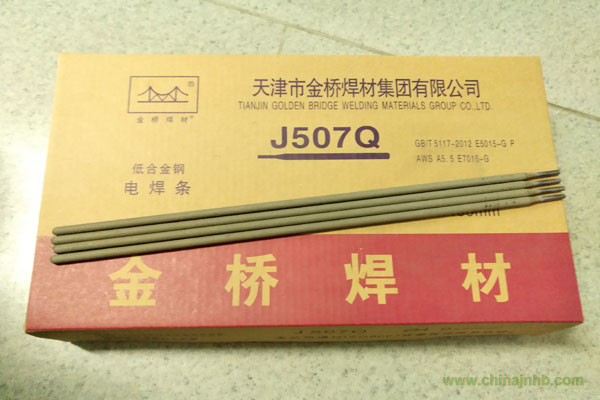 天津市金桥焊材集团有限公司
TIANJIN GOLDEN BRIDGE WELDING MATERIALS GROUP CO.,LTD.
金桥焊材®
J507Q
GB/T 5117-2012 E5015-G P
AWS A5.5 E7015-G
低合金钢
电焊条
金桥焊材
J507Q
www.chinajnhb.com